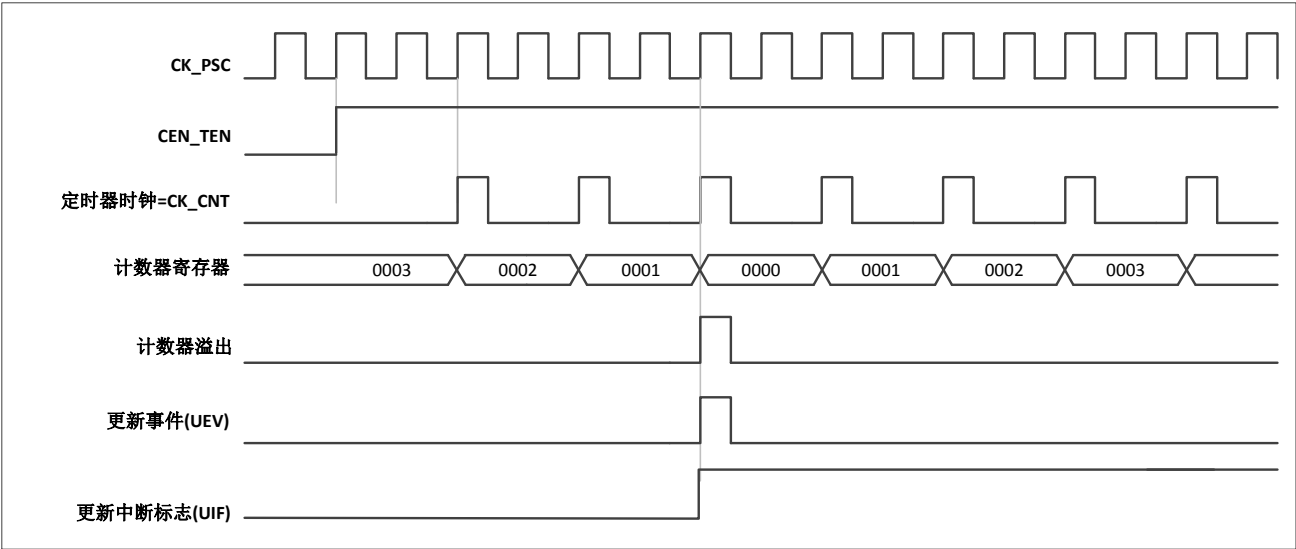 CK_PSC
CEN_TEN
定时器时钟=CK_CNT
计数器寄存器
0003 0002 0001 0000 0001 0002 0003
计数器溢出
更新事件(UEV)
更新中断标志(UIF)